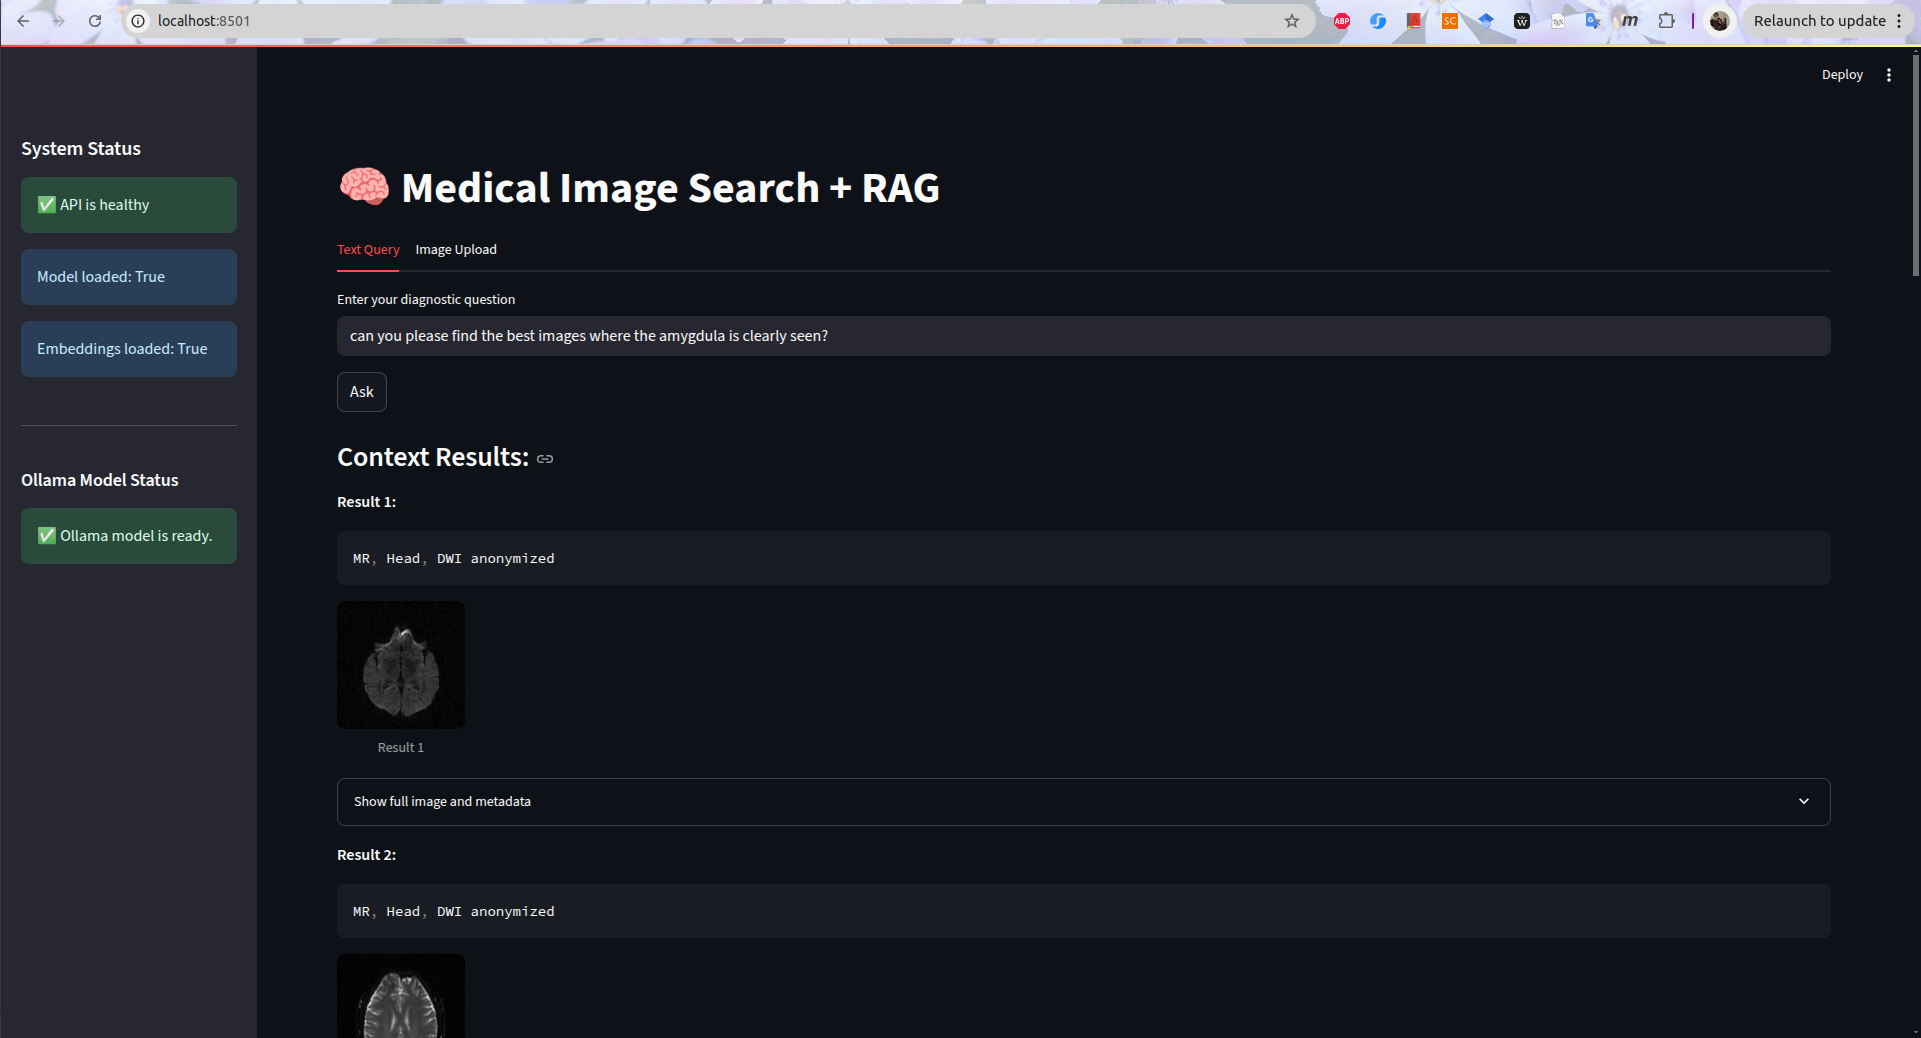 localhost:8501
ABP
SC
W
m
Relaunch to update
Deploy
System Status
API is healthy
Model loaded: True
Embeddings loaded: True
Ollama Model Status
Ollama model is ready.
Medical Image Search + RAG
Text Query
Image Upload
Enter your diagnostic question
can you please find the best images where the amygdula is clearly seen?
Ask
Context Results:
Result 1:
MR, Head, DWI anonymized
Result 1
Show full image and metadata
Result 2:
MR, Head, DWI anonymized